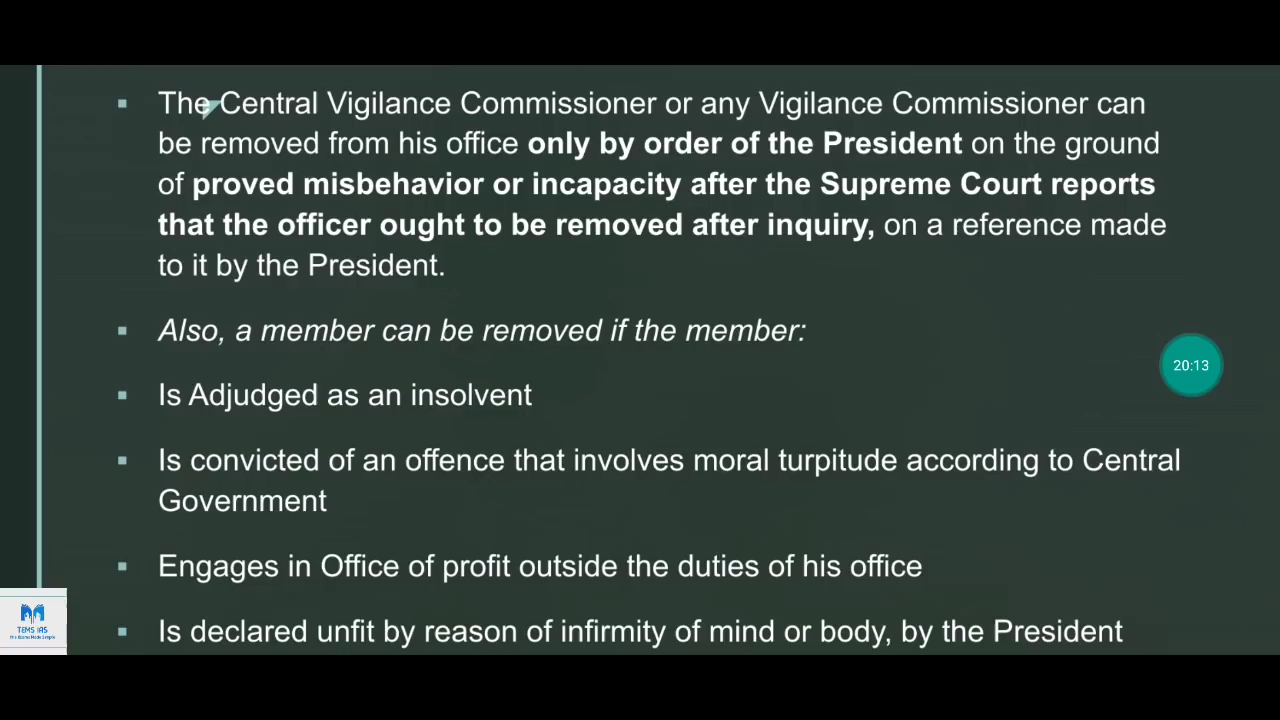 The Central Vigilance Commissioner or any Vigilance Commissioner can
be removed from his office only by order of the President on the ground
of proved misbehavior or incapacity after the Supreme Court reports
that the officer ought to be removed after inquiry, on a reference made
to it by the President.
Also, a member can be removed if the member:
Is Adjudged as an insolvent
20:13
Is convicted of an offence that involves moral turpitude according to Central
Government
Engages in Office of profit outside the duties of his office
Is declared unfit by reason of infirmity of mind or body, by the President
TEMS IAS